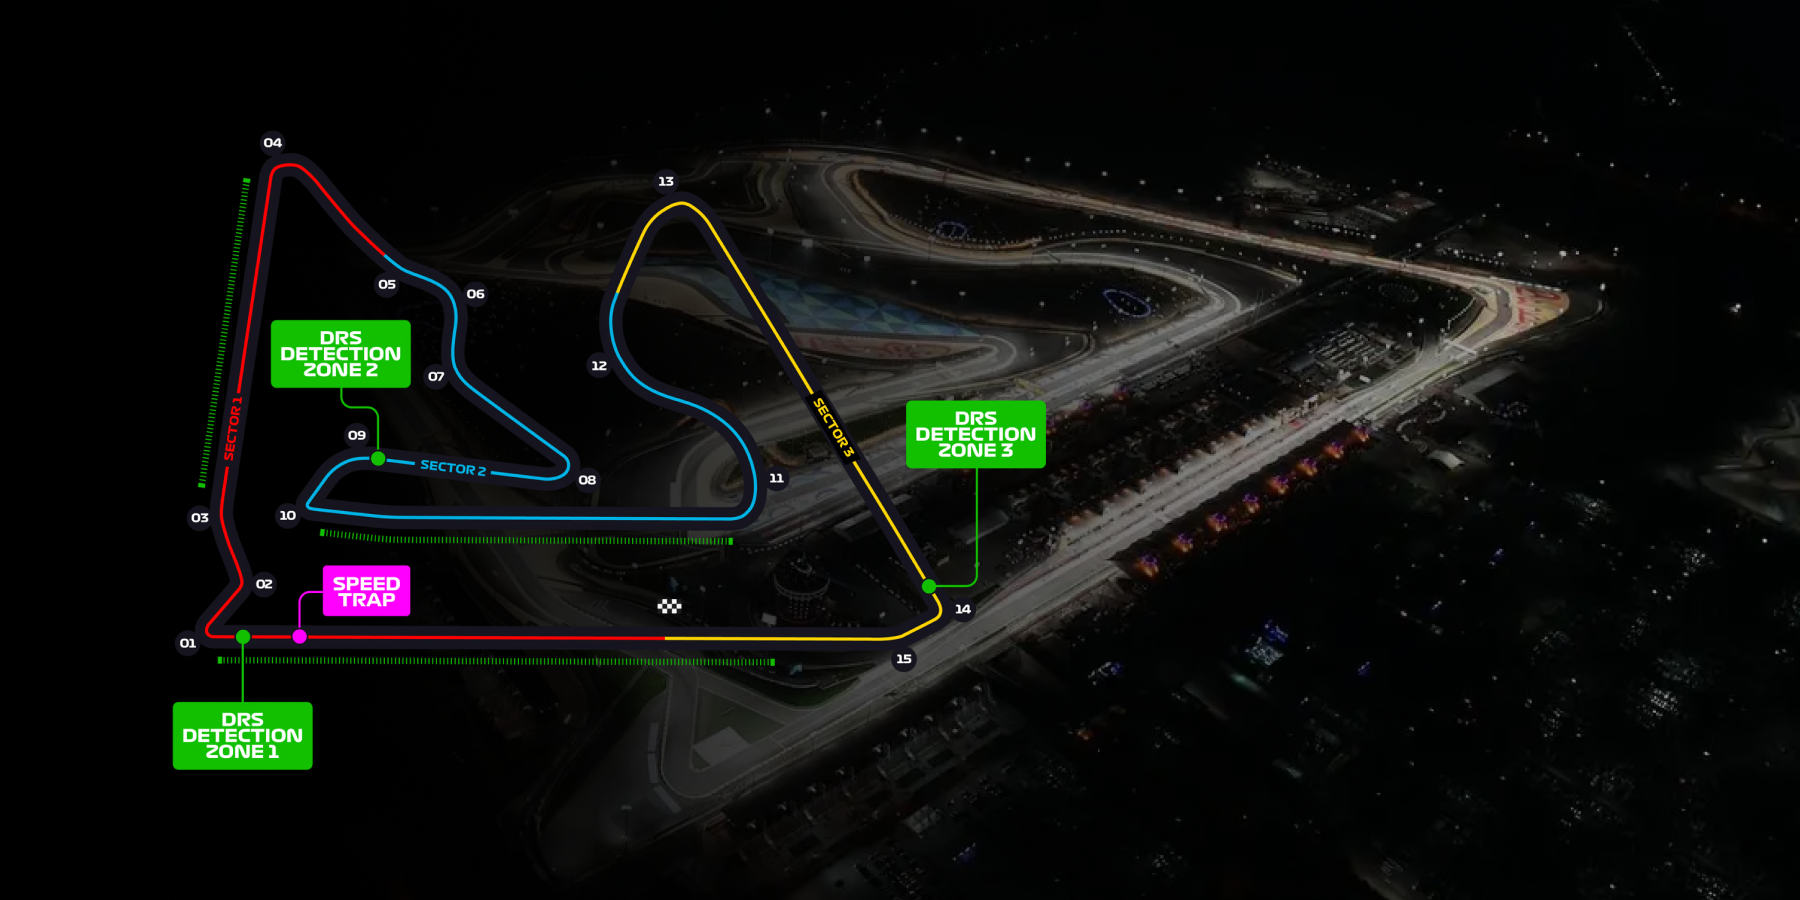 04
13
05
06
DRS
DETECTION
ZONE 2
12
07
SECTOR 1
SECTOR 3
DRS
DETECTION
ZONE 3
09
SECTOR 2
08
11
10
03
02
SPEED
TRAP
14
01
15
DRS
DETECTION
ZONE 1